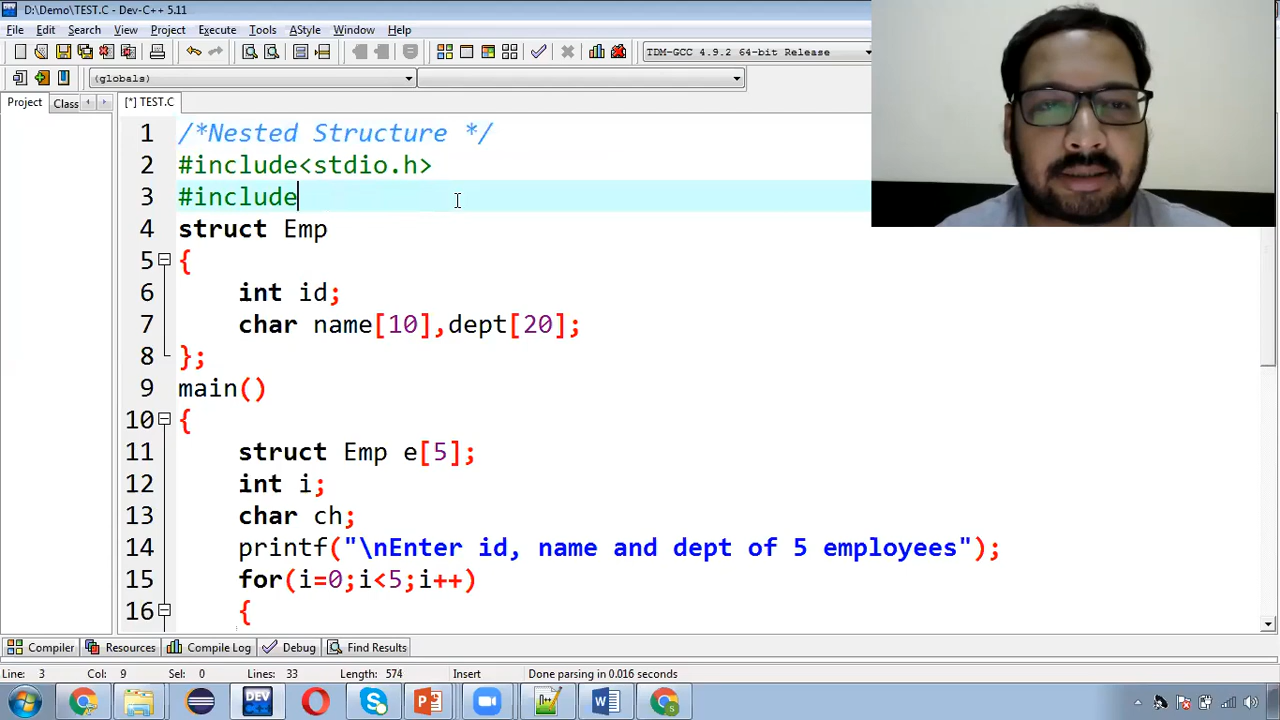 D:\Demo\TEST.C - Dev-C++ 5.11
File Edit Search View Project Execute Tools AStyle Window Help
TDM-GCC 4.9.2 64-bit Release
(globals)
Project Class [*] TEST.C
1 /*Nested Structure */
2 #include<stdio.h>
3 #include
4 struct Emp
5 {
6 int id;
7 char name[10],dept[20];
8 };
9 main()
10 {
11 struct Emp e[5];
12 int i;
13 char ch;
14 printf("\nEnter id, name and dept of 5 employees");
15 for(i=0;i<5;i++)
16 {
Compiler Resources Compile Log Debug Find Results
Line: 3 Col: 9 Sel: 0 Lines: 33 Length: 574 Insert Done parsing in 0.016 seconds
DEV C++